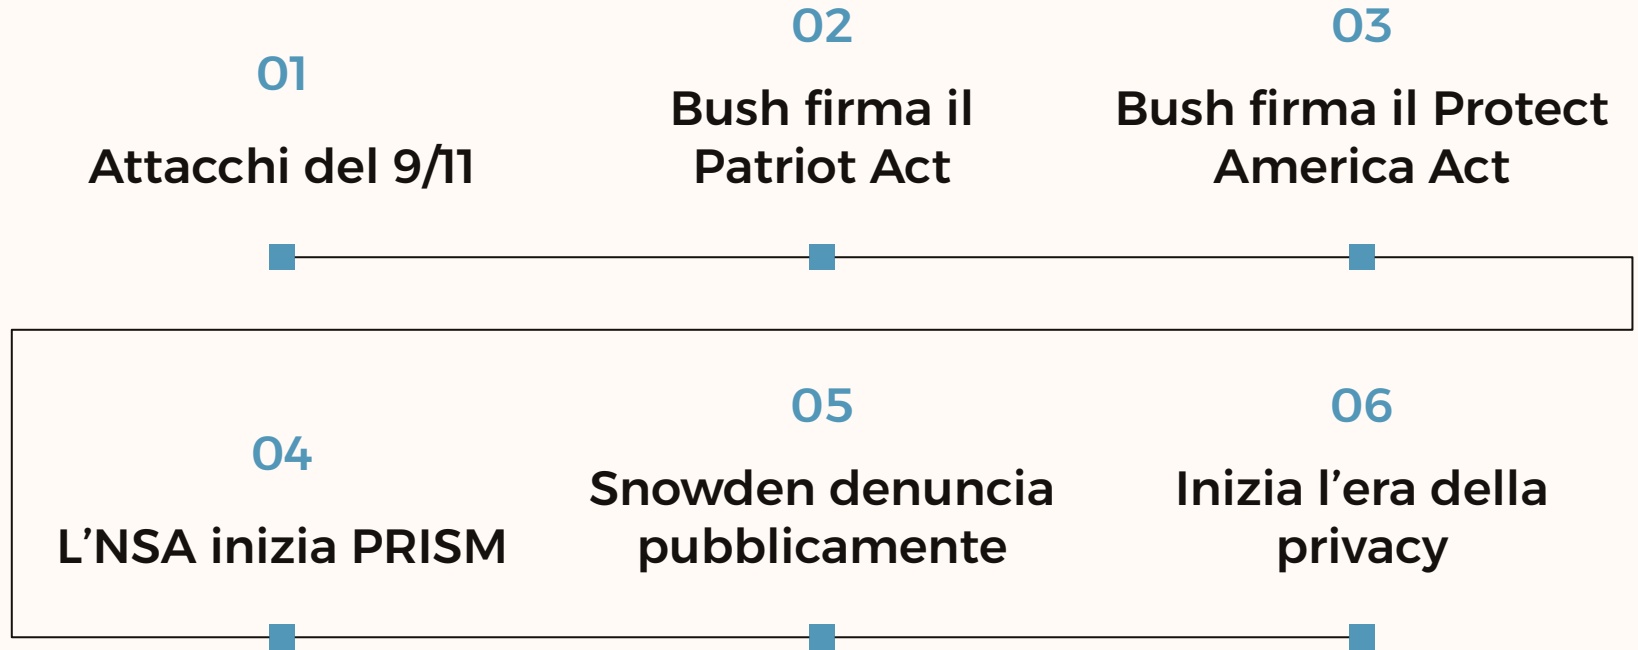 01
Attacchi del 9/11
02
Bush firma il
Patriot Act
03
Bush firma il Protect
America Act
04
L’NSA inizia PRISM
05
Snowden denuncia
pubblicamente
06
Inizia l’era della
privacy